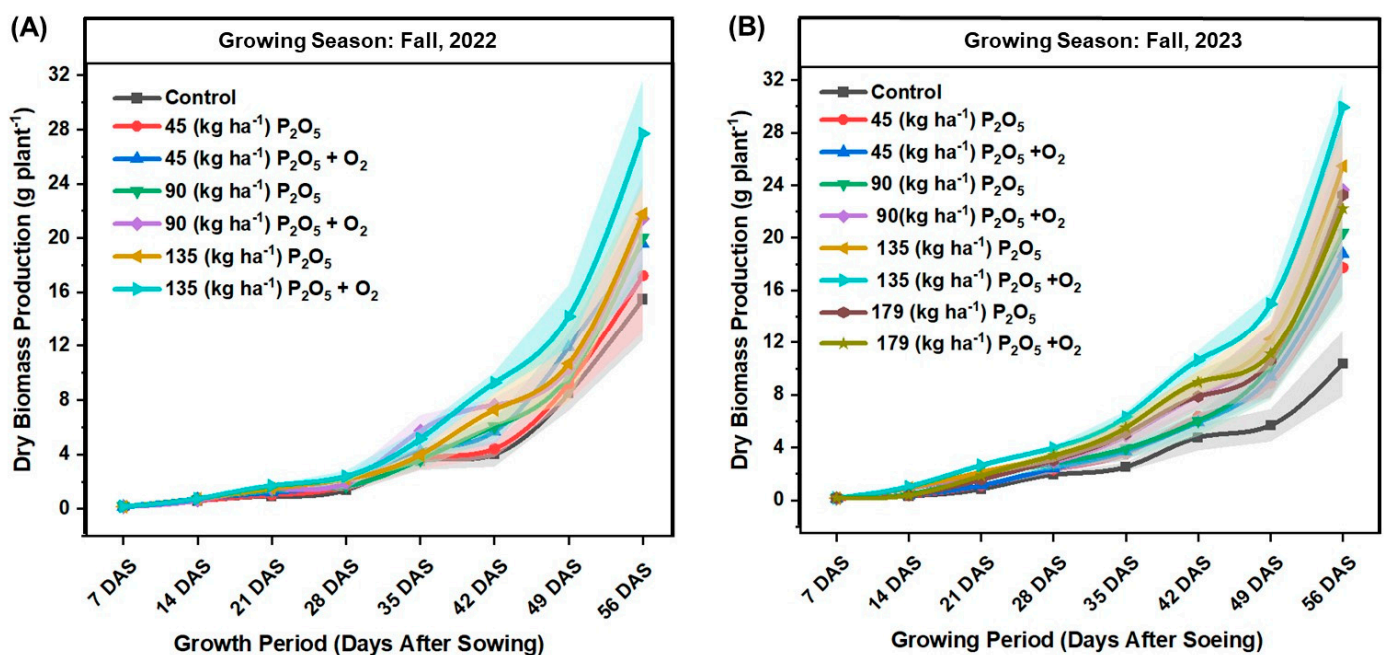 (A)
Growing Season: Fall, 2022
Dry Biomass Production (g plant⁻¹)
32
28
24
20
16
12
8
4
0
Control
45 (kg ha⁻¹) P₂O₅
45 (kg ha⁻¹) P₂O₅ + O₂
90 (kg ha⁻¹) P₂O₅
90 (kg ha⁻¹) P₂O₅ + O₂
135 (kg ha⁻¹) P₂O₅
135 (kg ha⁻¹) P₂O₅ + O₂
7 DAS
14 DAS
21 DAS
28 DAS
35 DAS
42 DAS
49 DAS
56 DAS
Growth Period (Days After Sowing)
(B)
Growing Season: Fall, 2023
Dry Biomass Production (g plant⁻¹)
32
28
24
20
16
12
8
4
0
Control
45 (kg ha⁻¹) P₂O₅
45 (kg ha⁻¹) P₂O₅ +O₂
90 (kg ha⁻¹) P₂O₅
90(kg ha⁻¹) P₂O₅ +O₂
135 (kg ha⁻¹) P₂O₅
135 (kg ha⁻¹) P₂O₅ +O₂
179 (kg ha⁻¹) P₂O₅
179 (kg ha⁻¹) P₂O₅ +O₂
7 DAS
14 DAS
21 DAS
28 DAS
35 DAS
42 DAS
49 DAS
56 DAS
Growing Period (Days After Soeing)